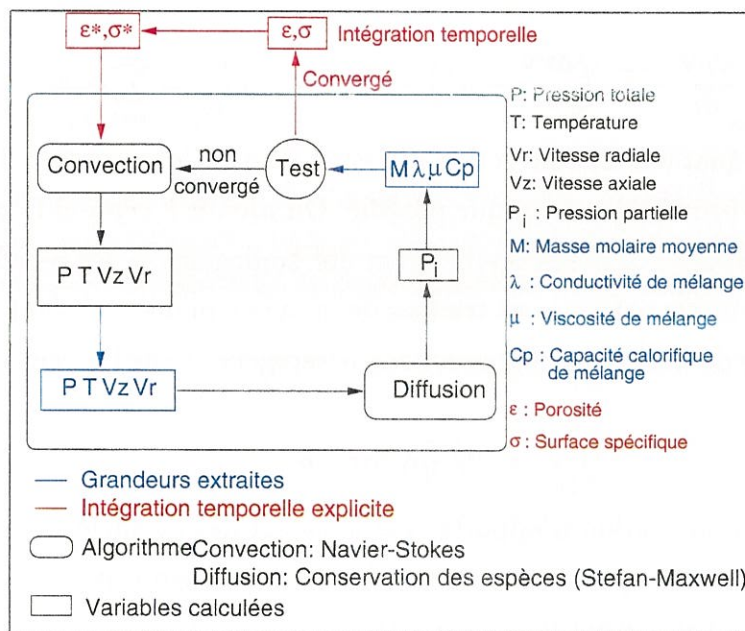 ε*,σ*
ε,σ
Intégration temporelle
Convergé
Convection
non
convergé
Test
M λ μ Cp
P T Vz Vr
Pi
P T Vz Vr
Diffusion
P: Pression totale
T: Température
Vr: Vitesse radiale
Vz: Vitesse axiale
Pi : Pression partielle
M: Masse molaire moyenne
λ : Conductivité de mélange
μ : Viscosité de mélange
Cp : Capacité calorifique
de mélange
ε : Porosité
σ : Surface spécifique
Grandeurs extraites
Intégration temporelle explicite
Algorithme Convection: Navier-Stokes
Diffusion: Conservation des espèces (Stefan-Maxwell)
Variables calculées